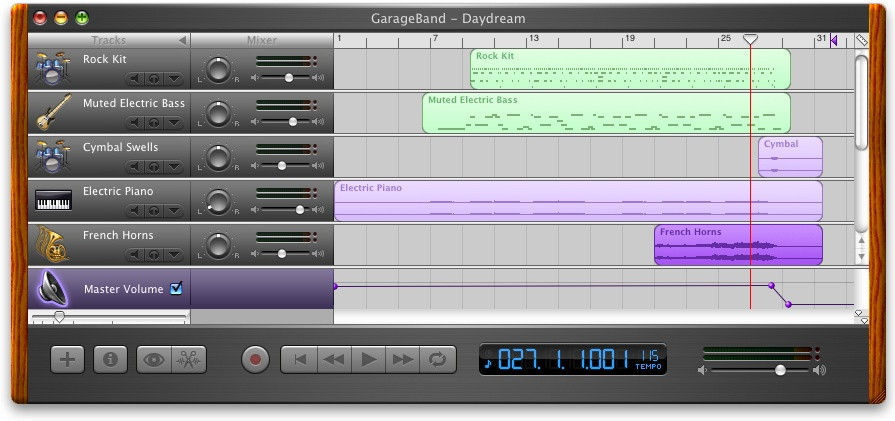 GarageBand – Daydream
Tracks Mixer 1 7 13 19 25 31
Rock Kit
L R
Rock Kit
Muted Electric Bass
L R
Muted Electric Bass
Cymbal Swells
L R
Cymbal
Electric Piano
L R
Electric Piano
French Horns
L R
French Horns
Master Volume
027. 1. 1.001 115
TEMPO